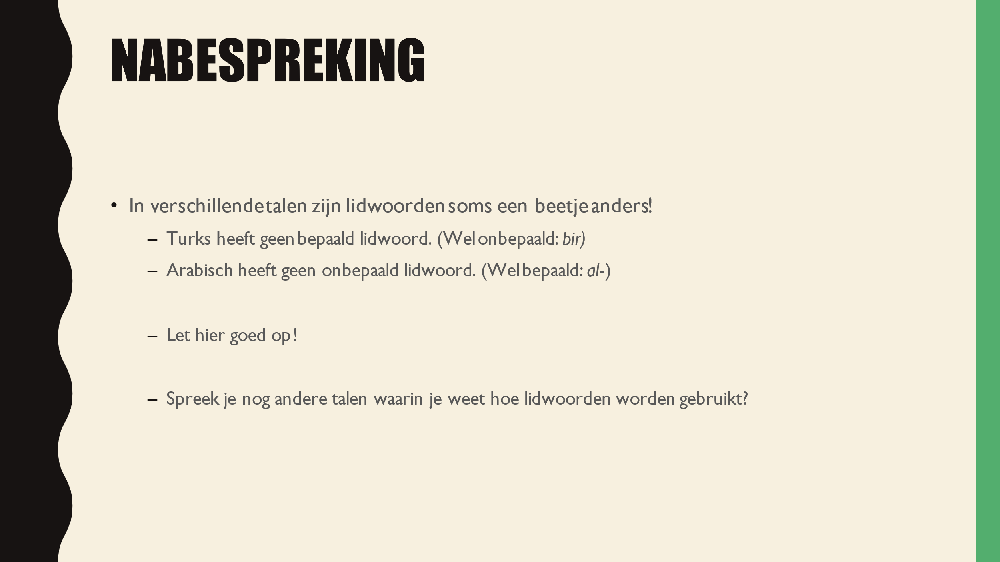 NABESPREKING
• In verschillende talen zijn lidwoorden soms een beetje anders!
– Turks heeft geen bepaald lidwoord. (Wel onbepaald: bir)
– Arabisch heeft geen onbepaald lidwoord. (Wel bepaald: al-)
– Let hier goed op!
– Spreek je nog andere talen waarin je weet hoe lidwoorden worden gebruikt?